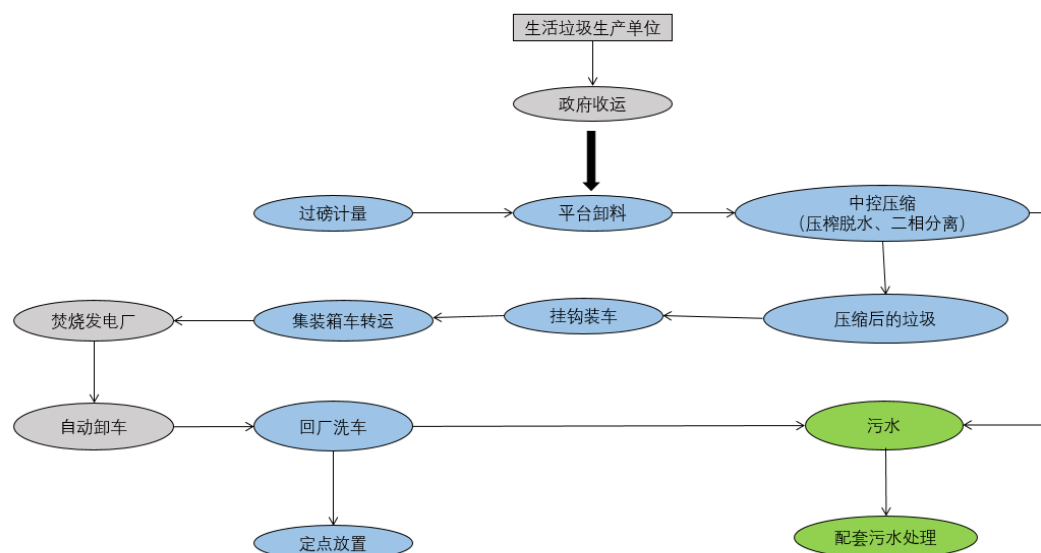 生活垃圾生产单位
政府收运
过磅计量
平台卸料
中控压缩
（压榨脱水、二相分离）
焚烧发电厂
集装箱车转运
挂钩装车
压缩后的垃圾
自动卸车
回厂洗车
污水
定点放置
配套污水处理